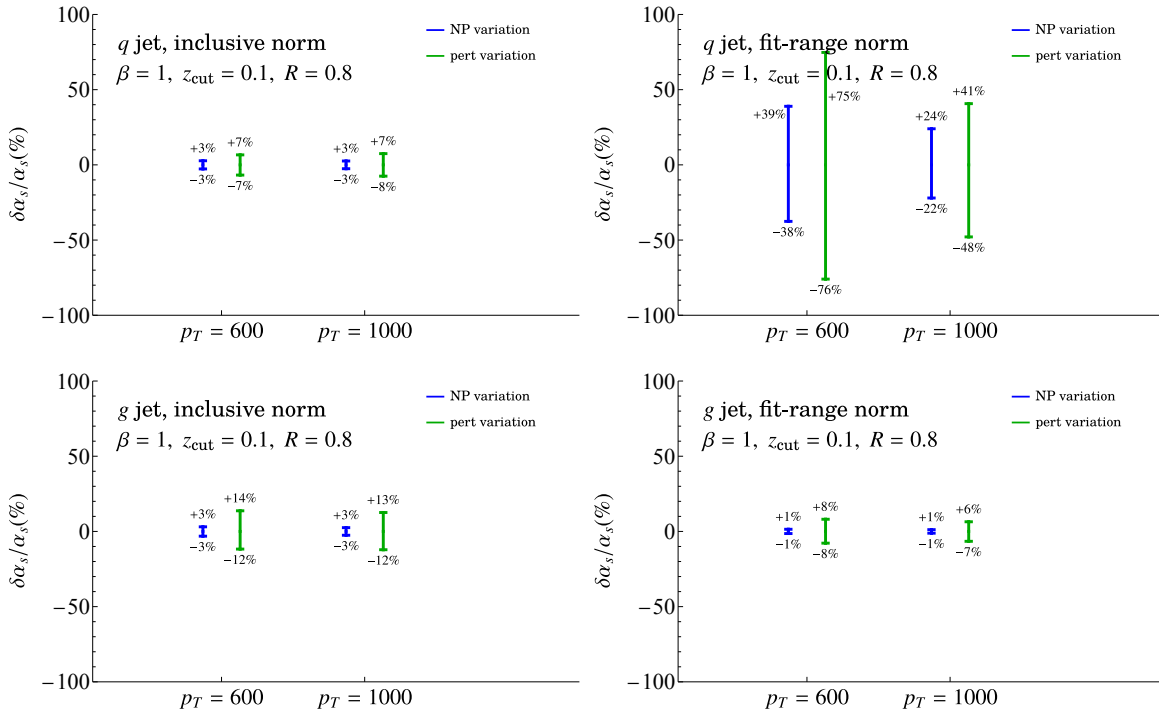 100
50
0
−50
−100
δα_s/α_s(%)
q jet, inclusive norm
β = 1, z_cut = 0.1, R = 0.8
NP variation
pert variation
+3%
−3%
+7%
−7%
+3%
−3%
+7%
−8%
p_T = 600
p_T = 1000
100
50
0
−50
−100
δα_s/α_s(%)
q jet, fit-range norm
β = 1, z_cut = 0.1, R = 0.8
NP variation
pert variation
+39%
−38%
+75%
−76%
+24%
−22%
+41%
−48%
p_T = 600
p_T = 1000
100
50
0
−50
−100
δα_s/α_s(%)
g jet, inclusive norm
β = 1, z_cut = 0.1, R = 0.8
NP variation
pert variation
+3%
−3%
+14%
−12%
+3%
−3%
+13%
−12%
p_T = 600
p_T = 1000
100
50
0
−50
−100
δα_s/α_s(%)
g jet, fit-range norm
β = 1, z_cut = 0.1, R = 0.8
NP variation
pert variation
+1%
−1%
+8%
−8%
+1%
−1%
+6%
−7%
p_T = 600
p_T = 1000